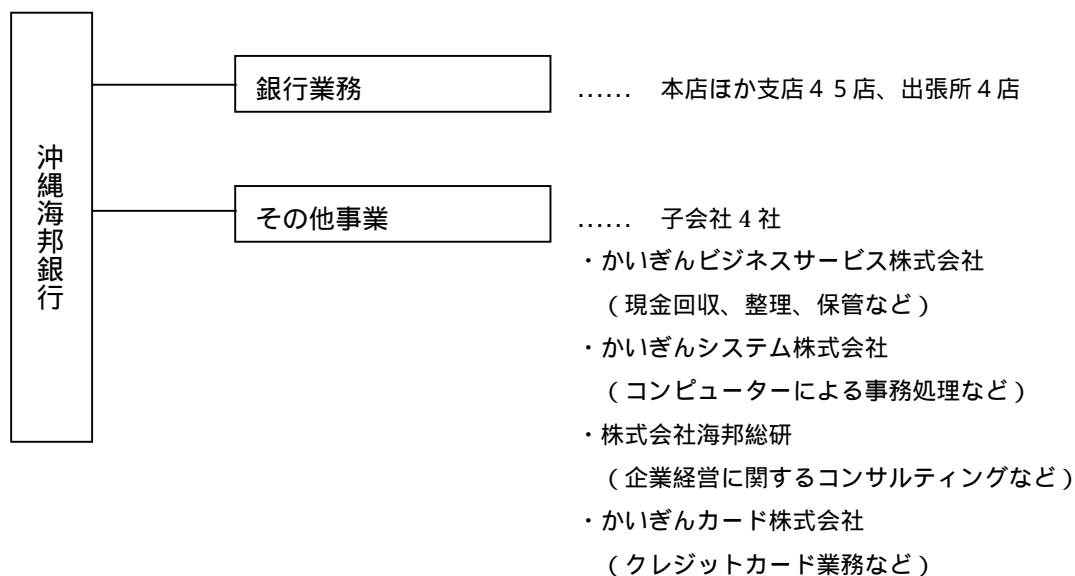 沖縄海邦銀行
銀行業務 ...... 本店ほか支店４５店、出張所４店
その他事業 ...... 子会社 4 社
・かいぎんビジネスサービス株式会社
（現金回収、整理、保管など）
・かいぎんシステム株式会社
（コンピューターによる事務処理など）
・株式会社海邦総研
（企業経営に関するコンサルティングなど）
・かいぎんカード株式会社
（クレジットカード業務など）